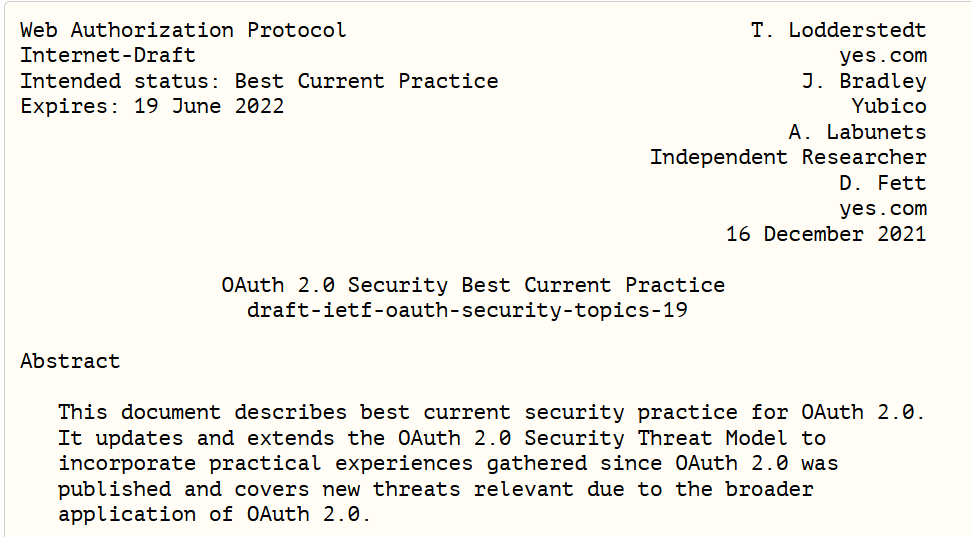 Web Authorization Protocol T. Lodderstedt
Internet-Draft yes.com
Intended status: Best Current Practice J. Bradley
Expires: 19 June 2022 Yubico
A. Labunets
Independent Researcher
D. Fett
yes.com
16 December 2021
OAuth 2.0 Security Best Current Practice
draft-ietf-oauth-security-topics-19
Abstract
This document describes best current security practice for OAuth 2.0.
It updates and extends the OAuth 2.0 Security Threat Model to
incorporate practical experiences gathered since OAuth 2.0 was
published and covers new threats relevant due to the broader
application of OAuth 2.0.